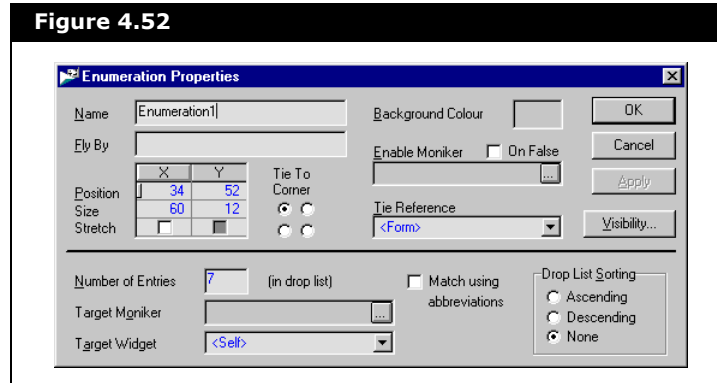 Figure 4.52
Enumeration Properties
Name Enumeration1 Background Colour OK
Fly By Enable Moniker On False Cancel
X Y Tie To Corner
Position 34 52 Apply
Size 60 12 Tie Reference
Stretch <Form> Visibility...
Number of Entries 7 (in drop list) Match using abbreviations Drop List Sorting
Target Moniker ... Ascending
Descending
Target Widget <Self> None